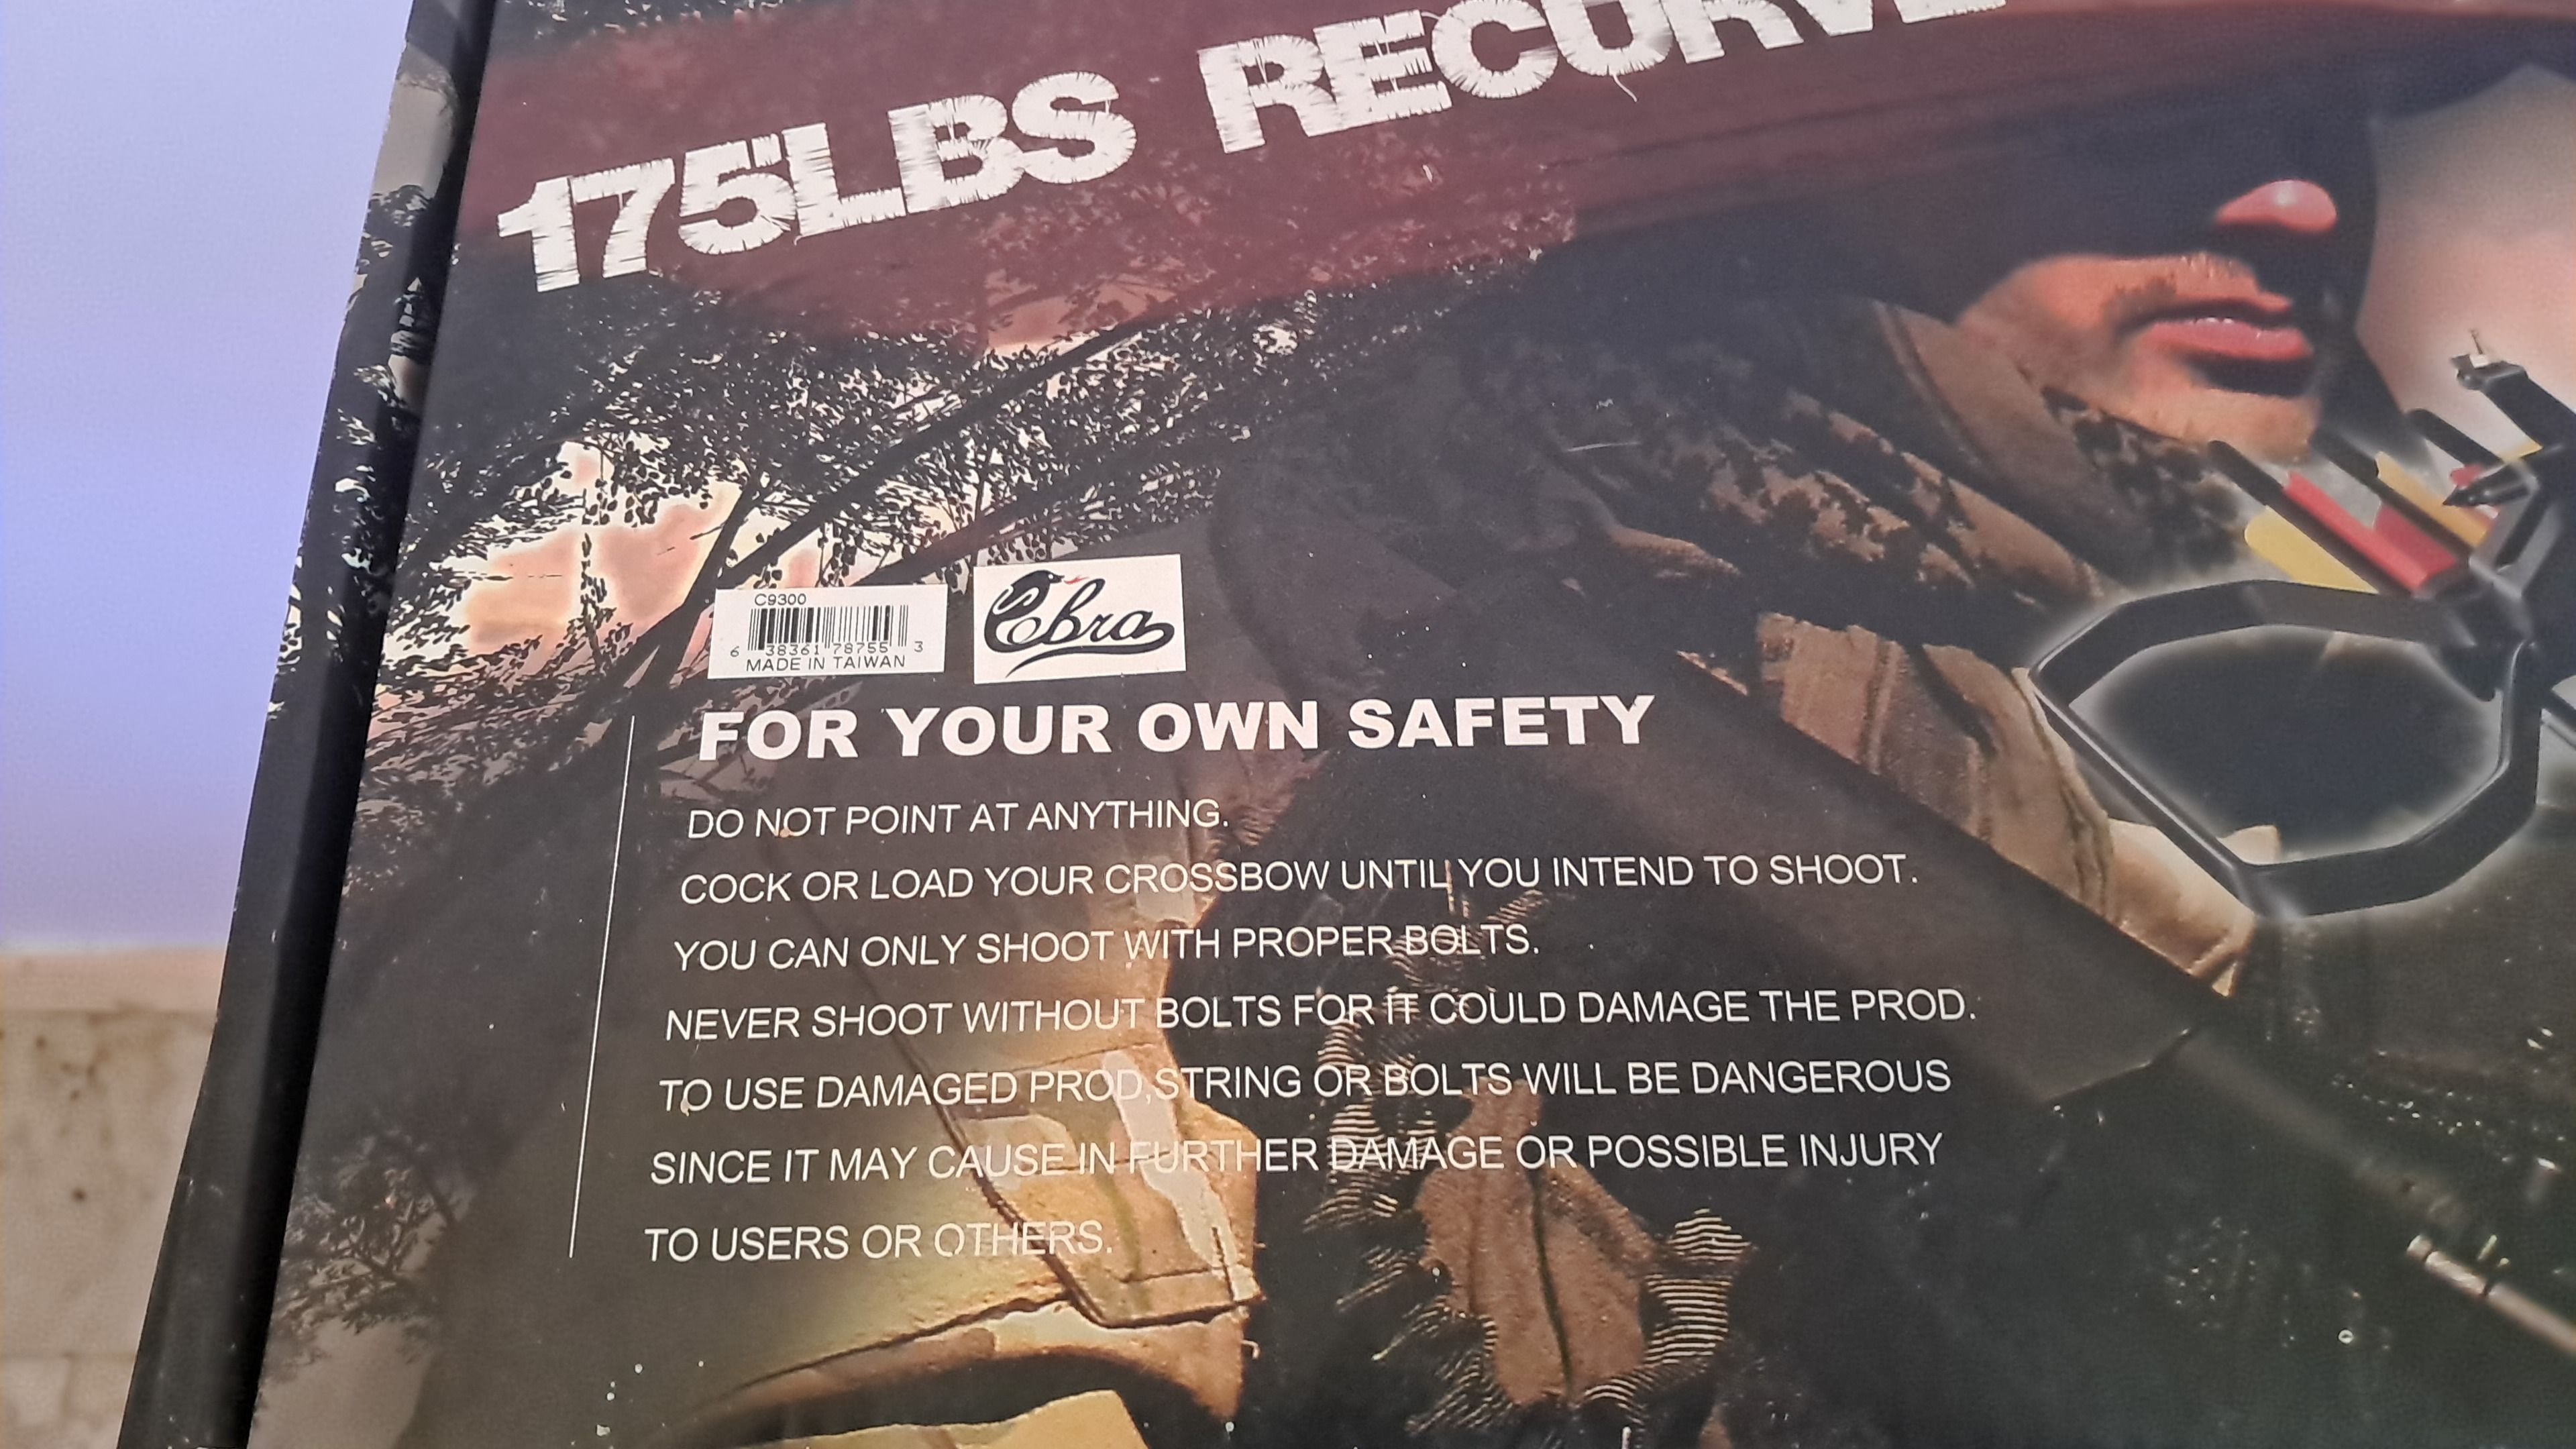 175LBS RECURVE
C9300
6 38361 78755 3
MADE IN TAIWAN
Cobra
FOR YOUR OWN SAFETY
DO NOT POINT AT ANYTHING.
COCK OR LOAD YOUR CROSSBOW UNTIL YOU INTEND TO SHOOT.
YOU CAN ONLY SHOOT WITH PROPER BOLTS.
NEVER SHOOT WITHOUT BOLTS FOR IT COULD DAMAGE THE PROD.
TO USE DAMAGED PROD,STRING OR BOLTS WILL BE DANGEROUS
SINCE IT MAY CAUSE IN FURTHER DAMAGE OR POSSIBLE INJURY
TO USERS OR OTHERS.